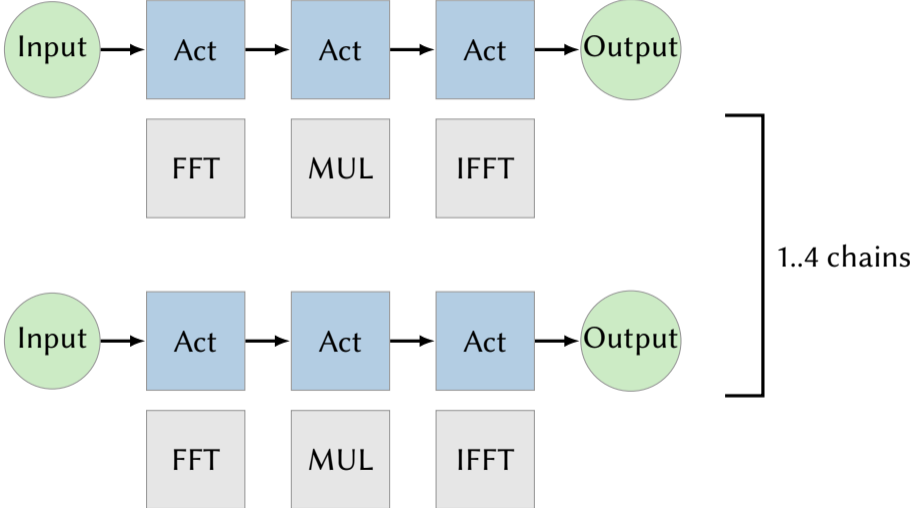 Input Act Act Act Output
FFT MUL IFFT
1..4 chains
Input Act Act Act Output
FFT MUL IFFT